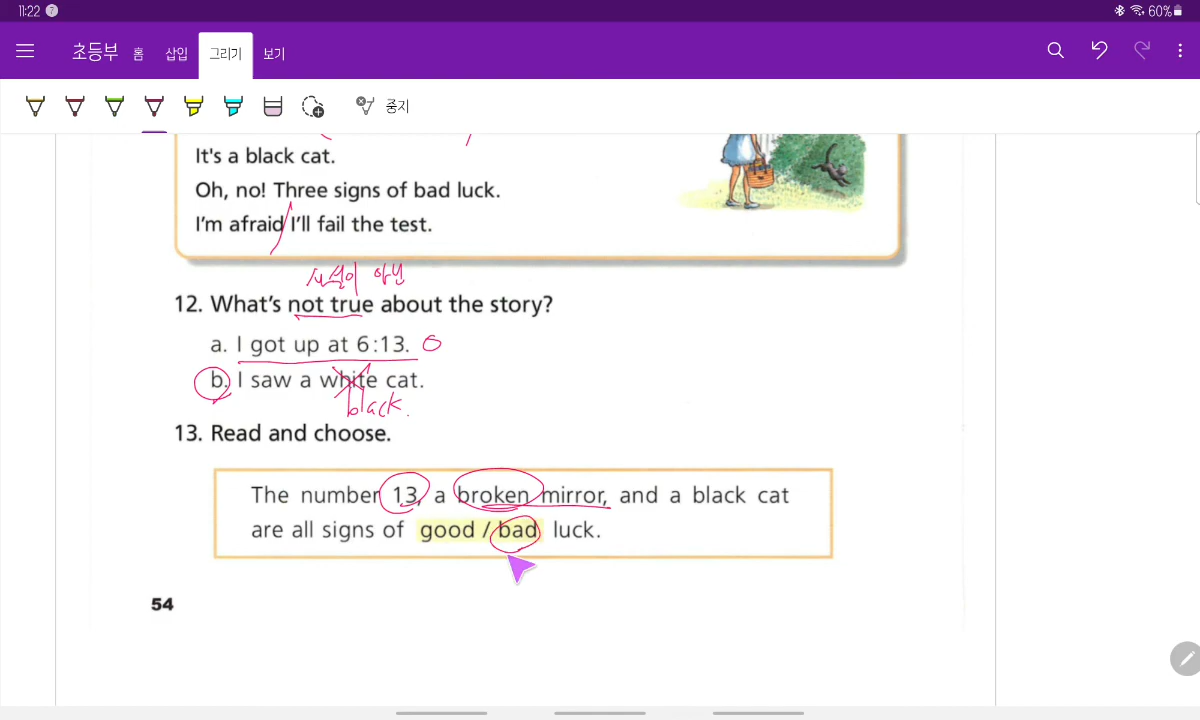 11:22 7 60%
초등부 홈 삽입 그리기 보기
중지
It's a black cat.
Oh, no! Three signs of bad luck.
I'm afraid I'll fail the test.
사실이 아닌
12. What's not true about the story?
a. I got up at 6:13.
b. I saw a white cat.
black.
13. Read and choose.
The number 13, a broken mirror, and a black cat
are all signs of good / bad luck.
54